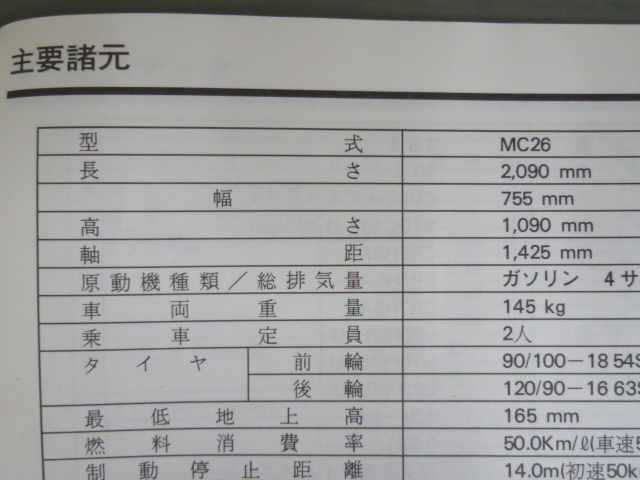 主要諸元
型式 MC26
長さ 2,090 mm
幅 755 mm
高さ 1,090 mm
軸距 1,425 mm
原動機種類／総排気量 ガソリン 4サ
車両重量 145 kg
乗車定員 2人
タイヤ 前輪 90/100−18 54S
後輪 120/90−16 63S
最低地上高 165 mm
燃料消費率 50.0Km/ℓ(車速5
制動停止距離 14.0m(初速50k